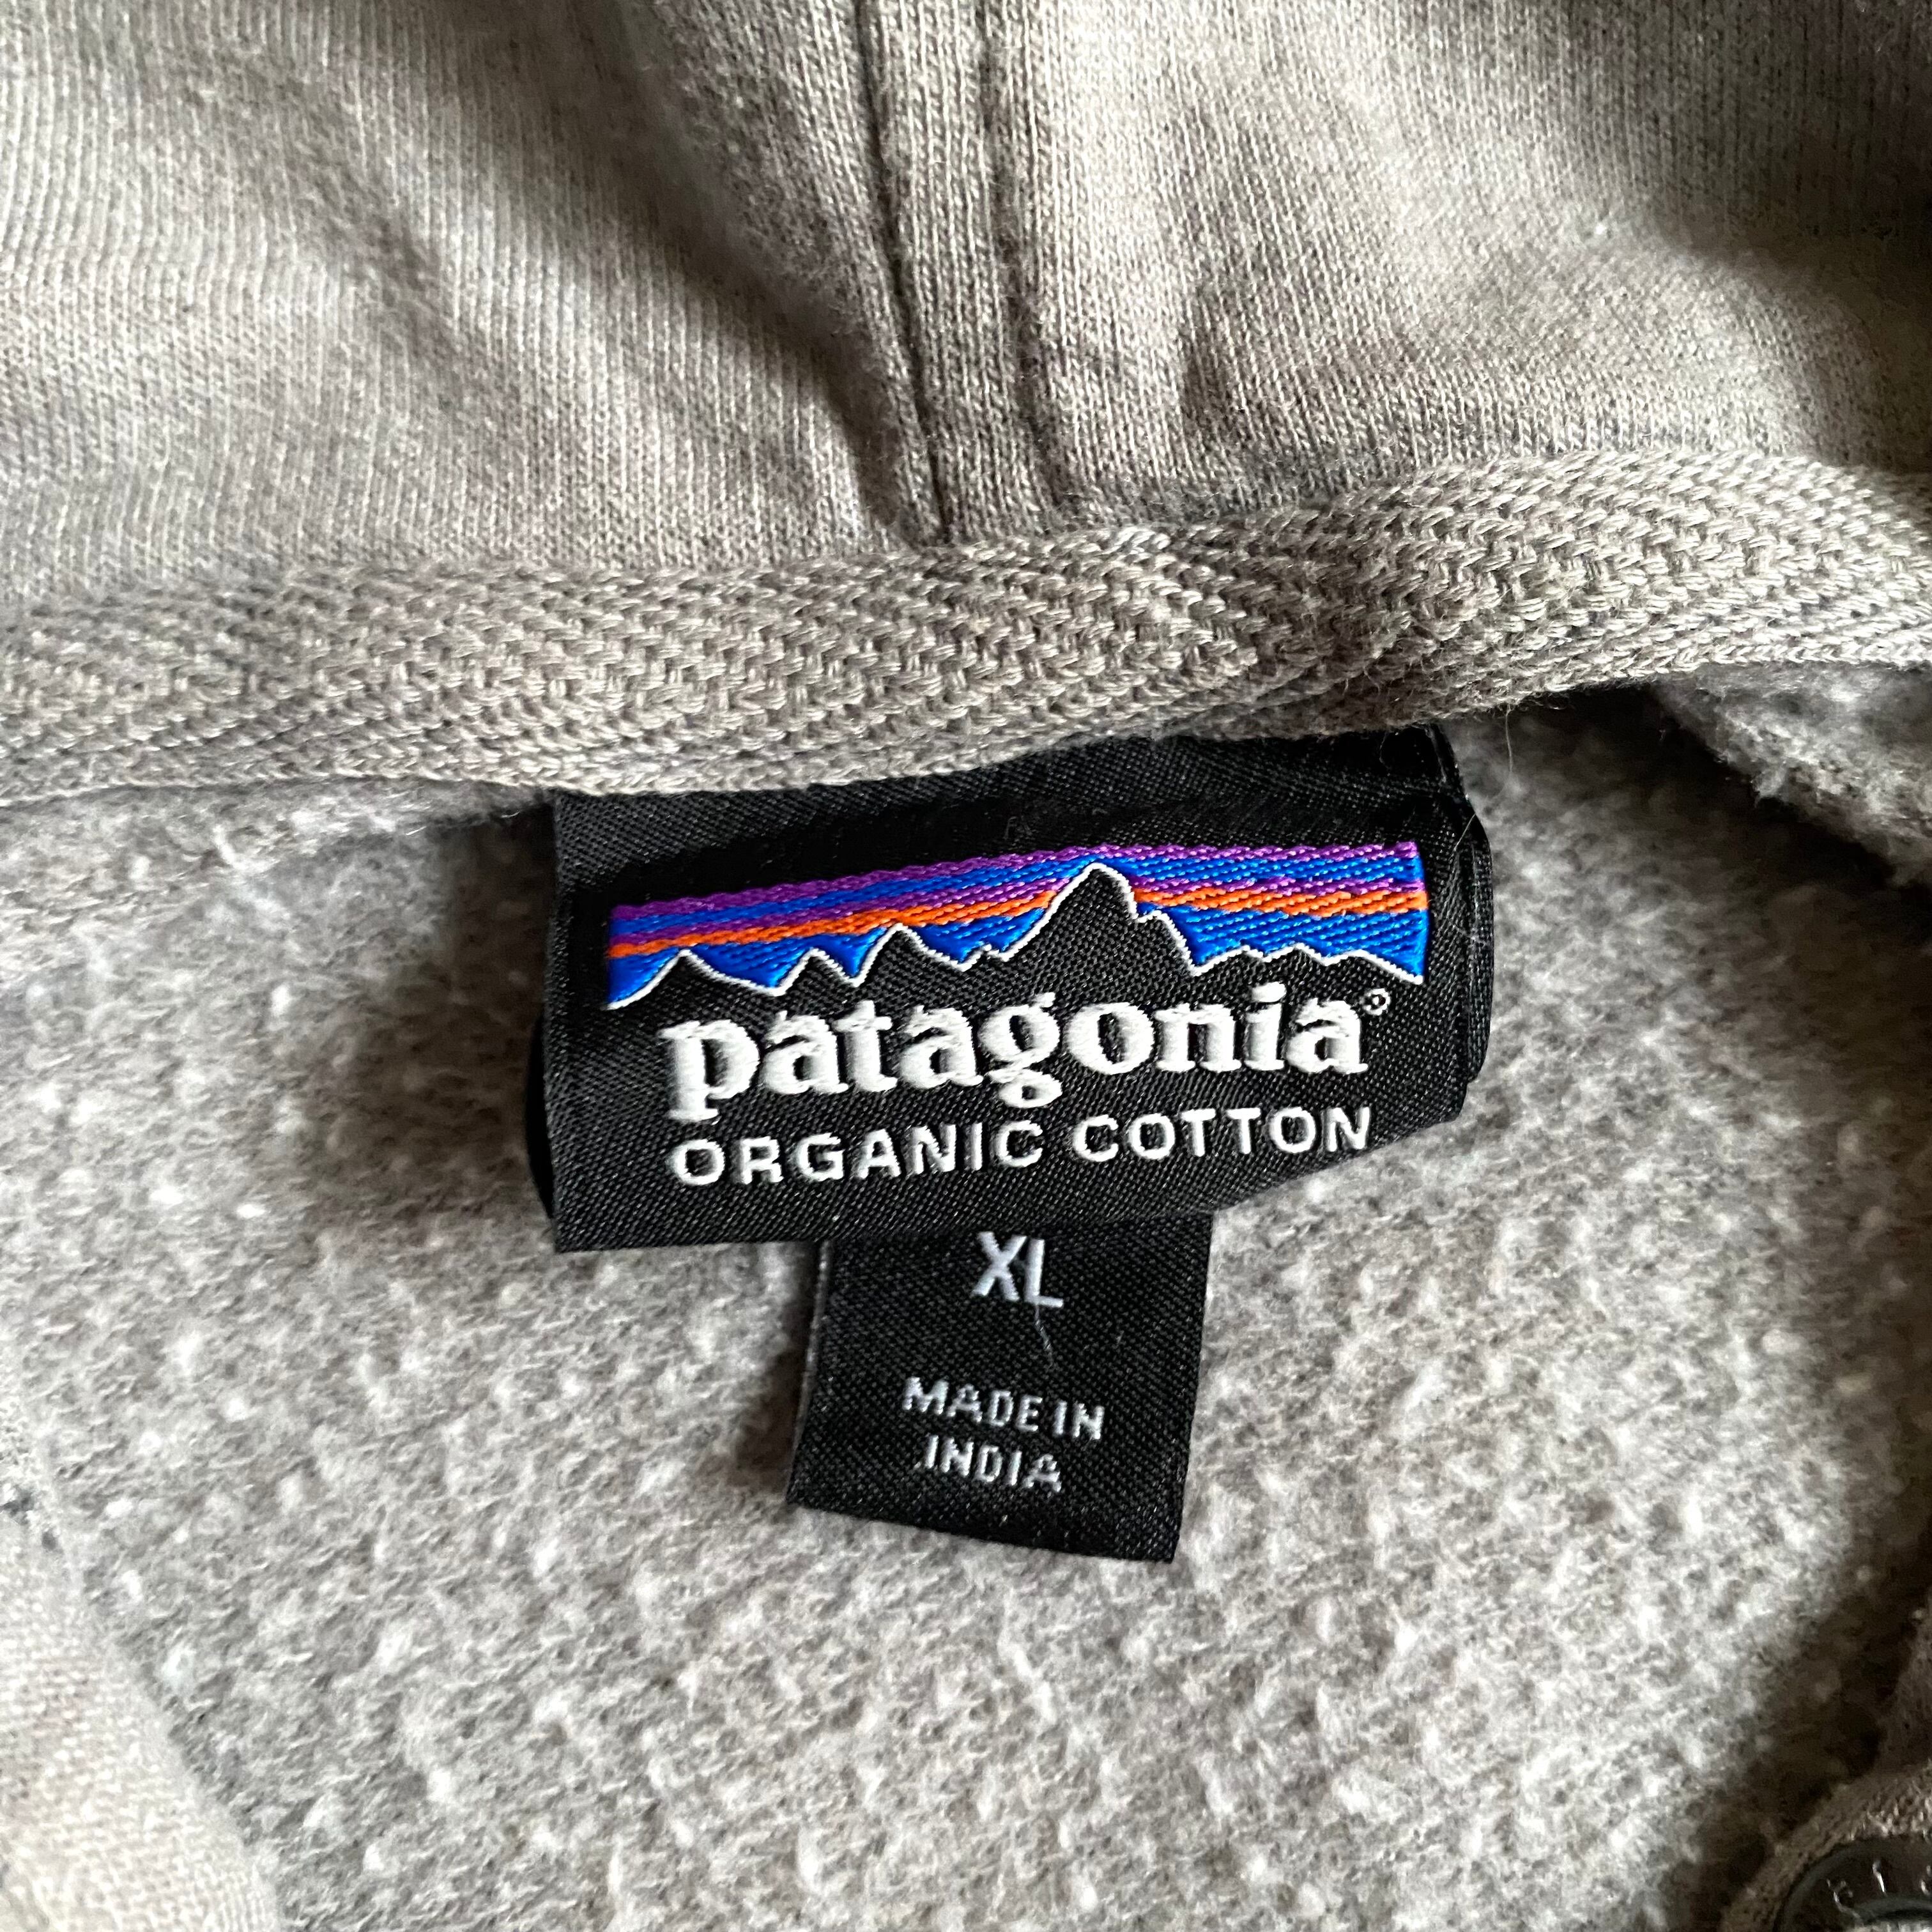 patagonia®
ORGANIC COTTON
XL
MADE IN
INDIA